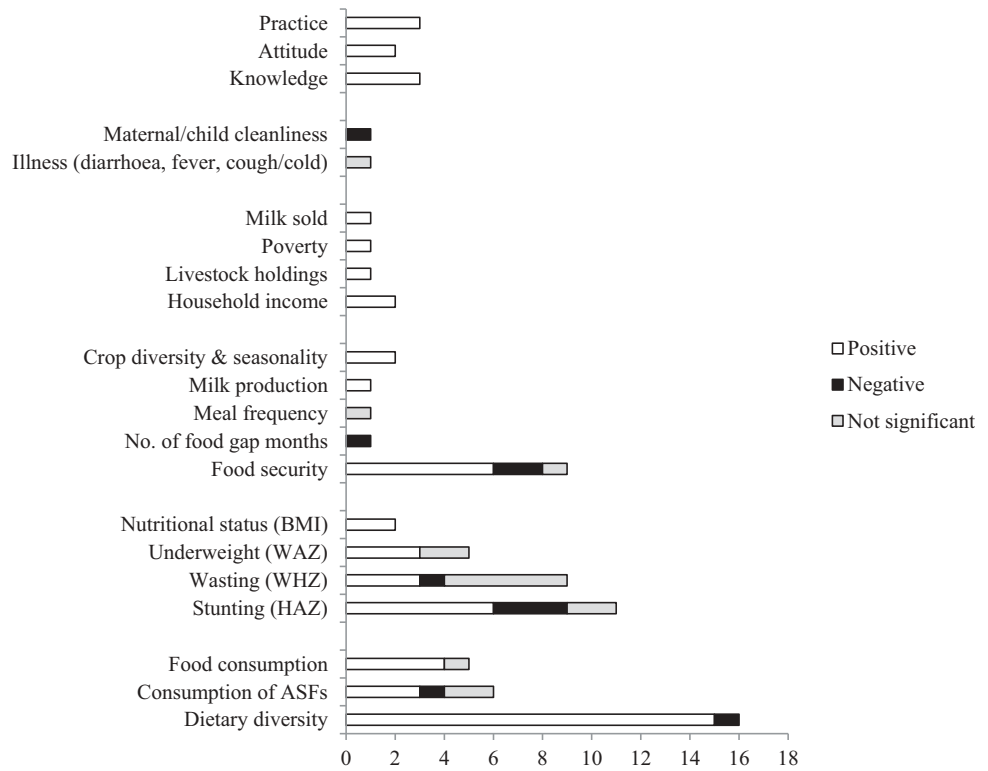 Practice
Attitude
Knowledge
Maternal/child cleanliness
Illness (diarrhoea, fever, cough/cold)
Milk sold
Poverty
Livestock holdings
Household income
Crop diversity & seasonality
Milk production
Meal frequency
No. of food gap months
Food security
Nutritional status (BMI)
Underweight (WAZ)
Wasting (WHZ)
Stunting (HAZ)
Food consumption
Consumption of ASFs
Dietary diversity
0 2 4 6 8 10 12 14 16 18
Positive
Negative
Not significant